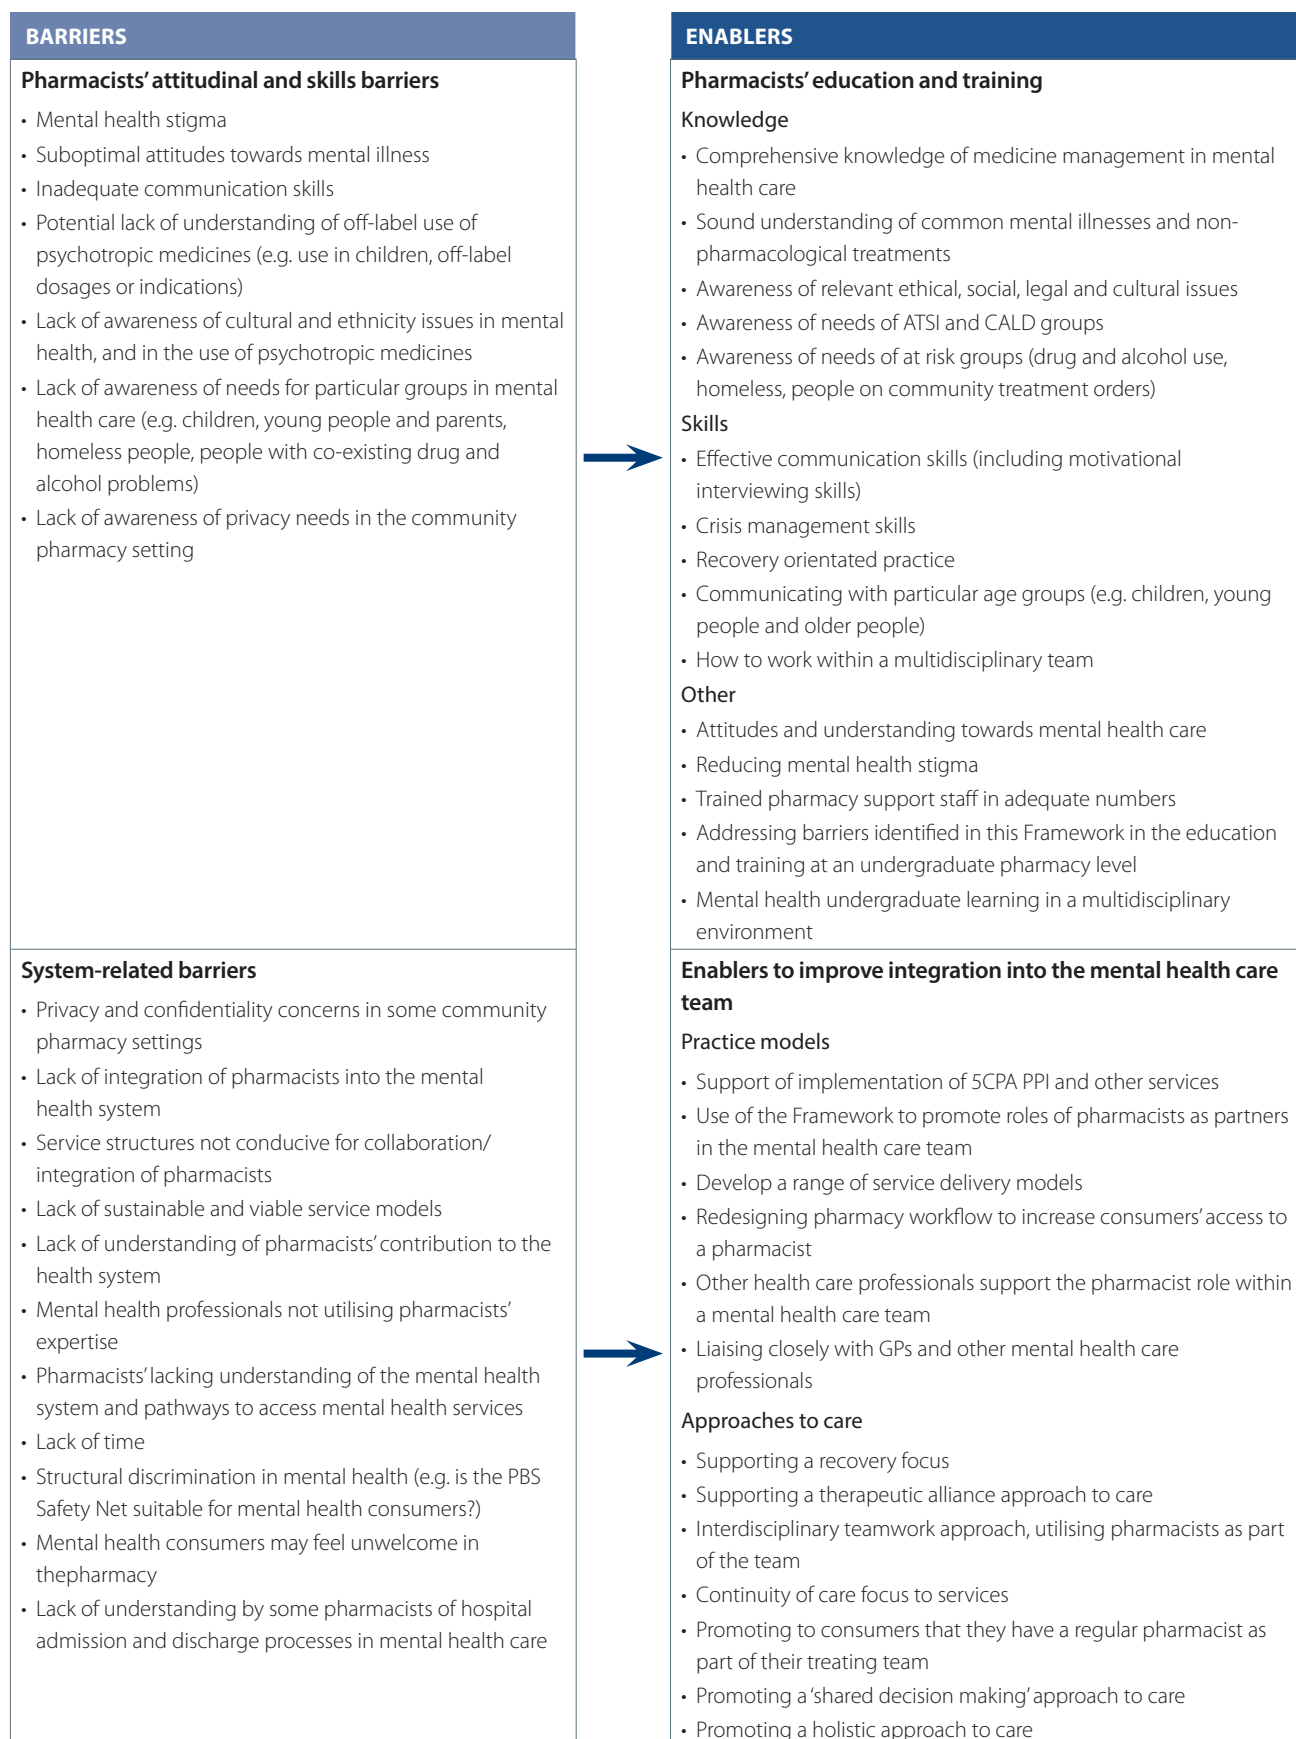 BARRIERS
Pharmacists' attitudinal and skills barriers
• Mental health stigma
• Suboptimal attitudes towards mental illness
• Inadequate communication skills
• Potential lack of understanding of off-label use of
psychotropic medicines (e.g. use in children, off-label
dosages or indications)
• Lack of awareness of cultural and ethnicity issues in mental
health, and in the use of psychotropic medicines
• Lack of awareness of needs for particular groups in mental
health care (e.g. children, young people and parents,
homeless people, people with co-existing drug and
alcohol problems)
• Lack of awareness of privacy needs in the community
pharmacy setting
ENABLERS
Pharmacists' education and training
Knowledge
• Comprehensive knowledge of medicine management in mental
health care
• Sound understanding of common mental illnesses and non-
pharmacological treatments
• Awareness of relevant ethical, social, legal and cultural issues
• Awareness of needs of ATSI and CALD groups
• Awareness of needs of at risk groups (drug and alcohol use,
homeless, people on community treatment orders)
Skills
• Effective communication skills (including motivational
interviewing skills)
• Crisis management skills
• Recovery orientated practice
• Communicating with particular age groups (e.g. children, young
people and older people)
• How to work within a multidisciplinary team
Other
• Attitudes and understanding towards mental health care
• Reducing mental health stigma
• Trained pharmacy support staff in adequate numbers
• Addressing barriers identified in this Framework in the education
and training at an undergraduate pharmacy level
• Mental health undergraduate learning in a multidisciplinary
environment
System-related barriers
• Privacy and confidentiality concerns in some community
pharmacy settings
• Lack of integration of pharmacists into the mental
health system
• Service structures not conducive for collaboration/
integration of pharmacists
• Lack of sustainable and viable service models
• Lack of understanding of pharmacists' contribution to the
health system
• Mental health professionals not utilising pharmacists'
expertise
• Pharmacists' lacking understanding of the mental health
system and pathways to access mental health services
• Lack of time
• Structural discrimination in mental health (e.g. is the PBS
Safety Net suitable for mental health consumers?)
• Mental health consumers may feel unwelcome in
thepharmacy
• Lack of understanding by some pharmacists of hospital
admission and discharge processes in mental health care
Enablers to improve integration into the mental health care
team
Practice models
• Support of implementation of 5CPA PPI and other services
• Use of the Framework to promote roles of pharmacists as partners
in the mental health care team
• Develop a range of service delivery models
• Redesigning pharmacy workflow to increase consumers' access to
a pharmacist
• Other health care professionals support the pharmacist role within
a mental health care team
• Liaising closely with GPs and other mental health care
professionals
Approaches to care
• Supporting a recovery focus
• Supporting a therapeutic alliance approach to care
• Interdisciplinary teamwork approach, utilising pharmacists as part
of the team
• Continuity of care focus to services
• Promoting to consumers that they have a regular pharmacist as
part of their treating team
• Promoting a 'shared decision making' approach to care
• Promoting a holistic approach to care